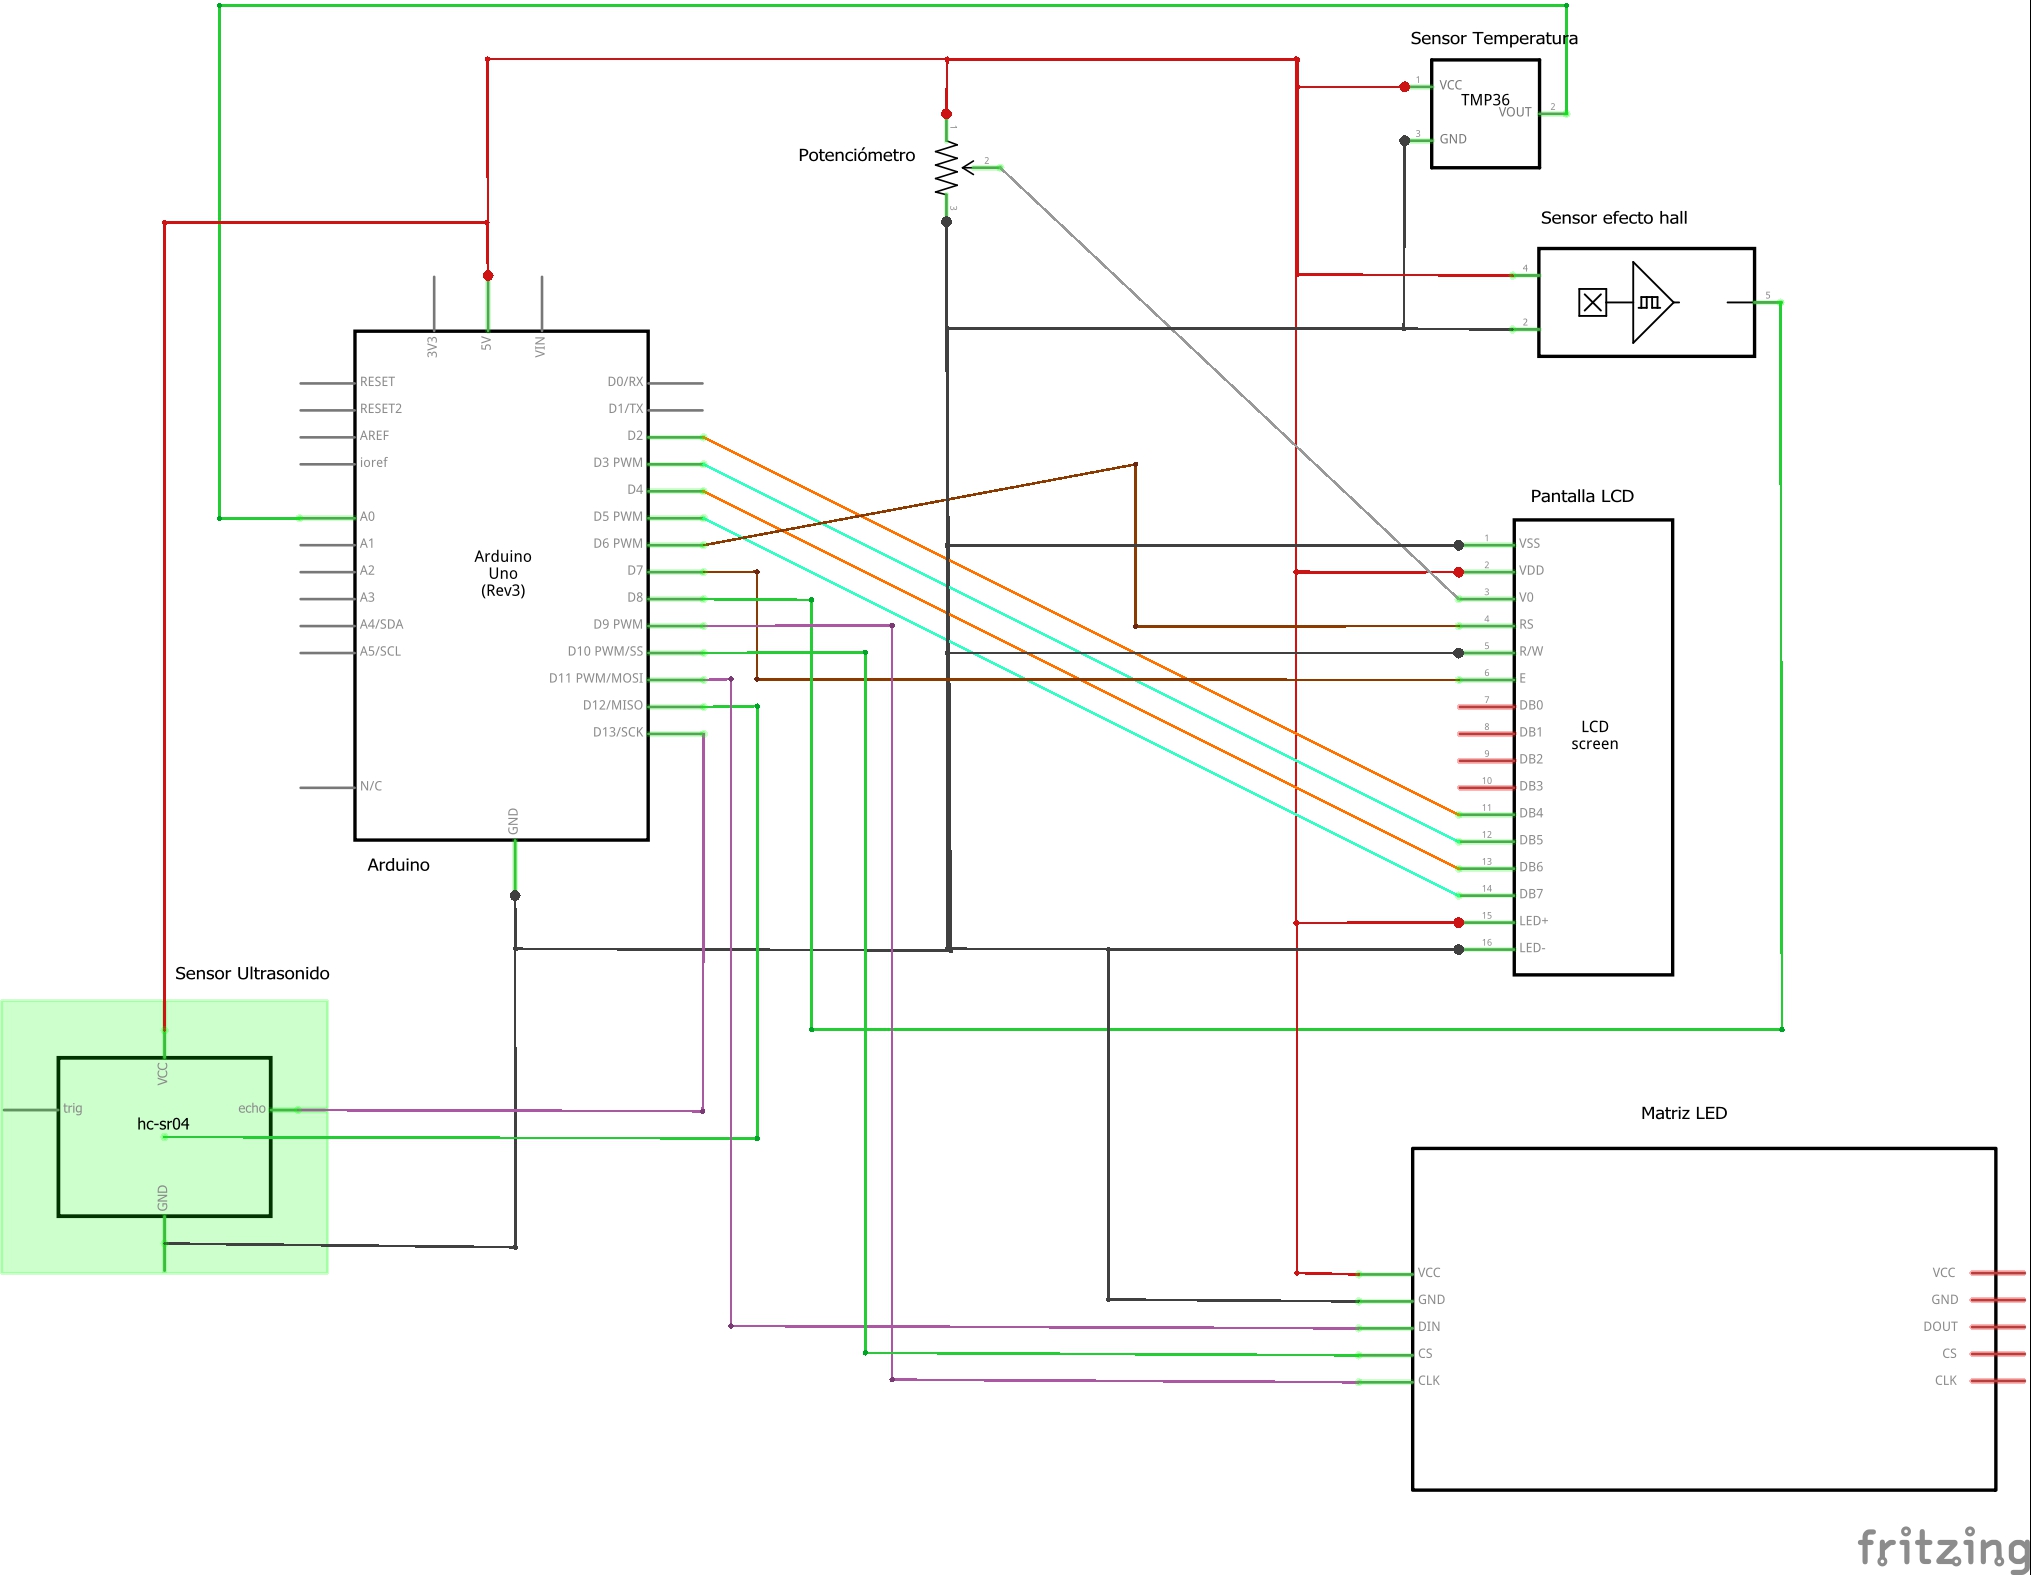 Sensor Temperatura
1
VCC
TMP36
VOUT
2
3
GND
Potenciómetro
1
2
3
Sensor efecto hall
4
2
5
3V3
5V
VIN
RESET
RESET2
AREF
ioref
A0
A1
A2
A3
A4/SDA
A5/SCL
N/C
D0/RX
D1/TX
D2
D3 PWM
D4
D5 PWM
D6 PWM
D7
D8
D9 PWM
D10 PWM/SS
D11 PWM/MOSI
D12/MISO
D13/SCK
Arduino
Uno
(Rev3)
GND
Arduino
Pantalla LCD
1 VSS
2 VDD
3 V0
4 RS
5 R/W
6 E
7 DB0
8 DB1
9 DB2
10 DB3
11 DB4
12 DB5
13 DB6
14 DB7
15 LED+
16 LED-
LCD
screen
Sensor Ultrasonido
VCC
trig
echo
hc-sr04
GND
Matriz LED
VCC
GND
DIN
CS
CLK
VCC
GND
DOUT
CS
CLK
fritzing